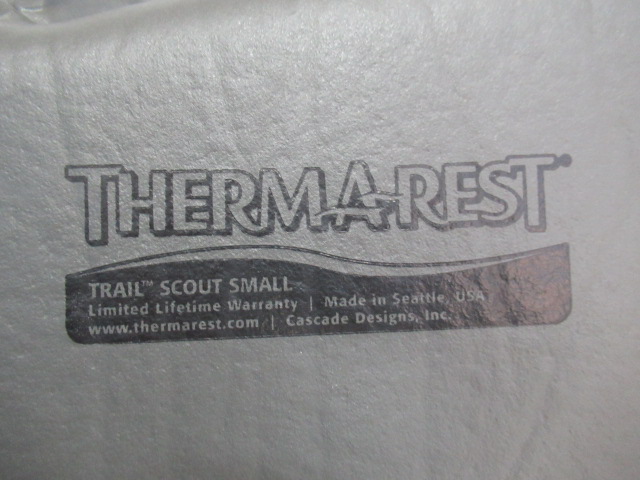 THERM-A-REST®
TRAIL™ SCOUT SMALL
Limited Lifetime Warranty | Made in Seattle, USA
www.thermarest.com | Cascade Designs, Inc.